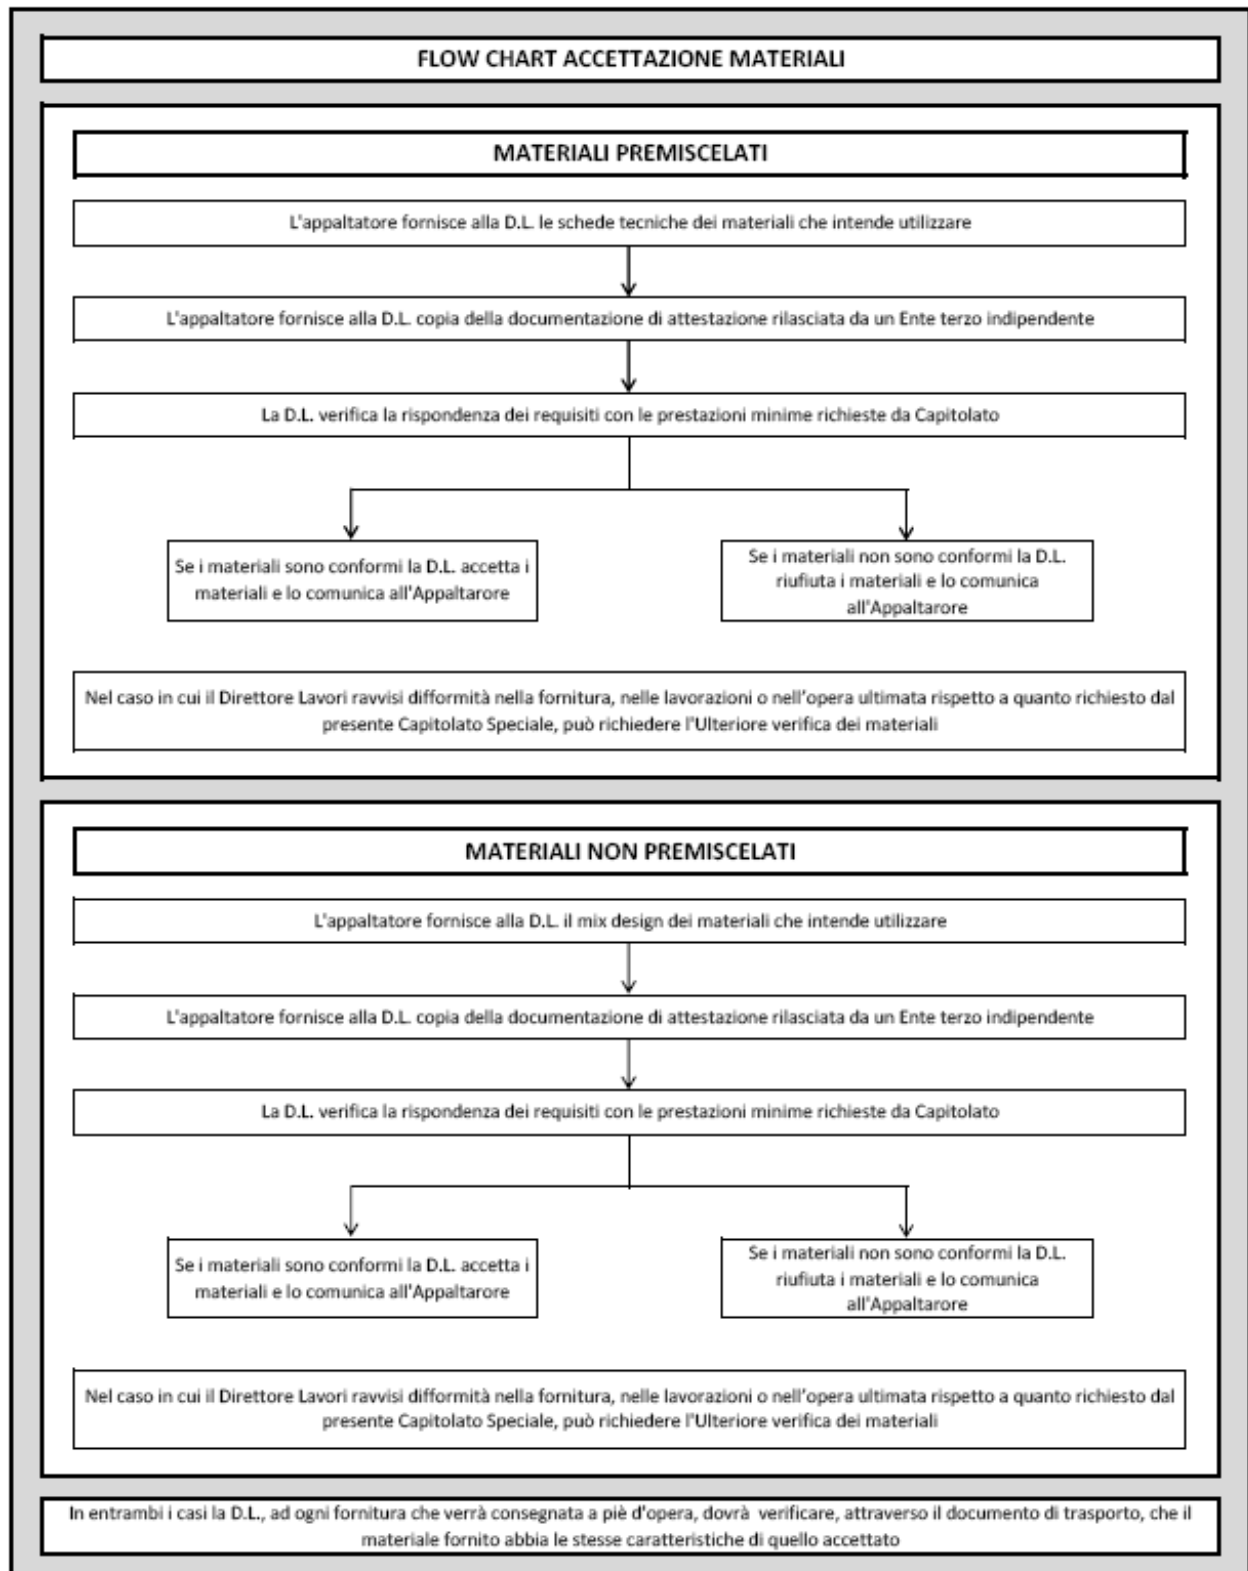 FLOW CHART ACCETTAZIONE MATERIALI
MATERIALI PREMISCELATI
L'appaltatore fornisce alla D.L. le schede tecniche dei materiali che intende utilizzare
L'appaltatore fornisce alla D.L. copia della documentazione di attestazione rilasciata da un Ente terzo indipendente
La D.L. verifica la rispondenza dei requisiti con le prestazioni minime richieste da Capitolato
Se i materiali sono conformi la D.L. accetta i
materiali e lo comunica all'Appaltarore
Se i materiali non sono conformi la D.L.
riufiuta i materiali e lo comunica
all'Appaltarore
Nel caso in cui il Direttore Lavori ravvisi difformità nella fornitura, nelle lavorazioni o nell'opera ultimata rispetto a quanto richiesto dal
presente Capitolato Speciale, può richiedere l'Ulteriore verifica dei materiali
MATERIALI NON PREMISCELATI
L'appaltatore fornisce alla D.L. il mix design dei materiali che intende utilizzare
L'appaltatore fornisce alla D.L. copia della documentazione di attestazione rilasciata da un Ente terzo indipendente
La D.L. verifica la rispondenza dei requisiti con le prestazioni minime richieste da Capitolato
Se i materiali sono conformi la D.L. accetta i
materiali e lo comunica all'Appaltarore
Se i materiali non sono conformi la D.L.
riufiuta i materiali e lo comunica
all'Appaltarore
Nel caso in cui il Direttore Lavori ravvisi difformità nella fornitura, nelle lavorazioni o nell'opera ultimata rispetto a quanto richiesto dal
presente Capitolato Speciale, può richiedere l'Ulteriore verifica dei materiali
In entrambi i casi la D.L., ad ogni fornitura che verrà consegnata a piè d'opera, dovrà verificare, attraverso il documento di trasporto, che il
materiale fornito abbia le stesse caratteristiche di quello accettato